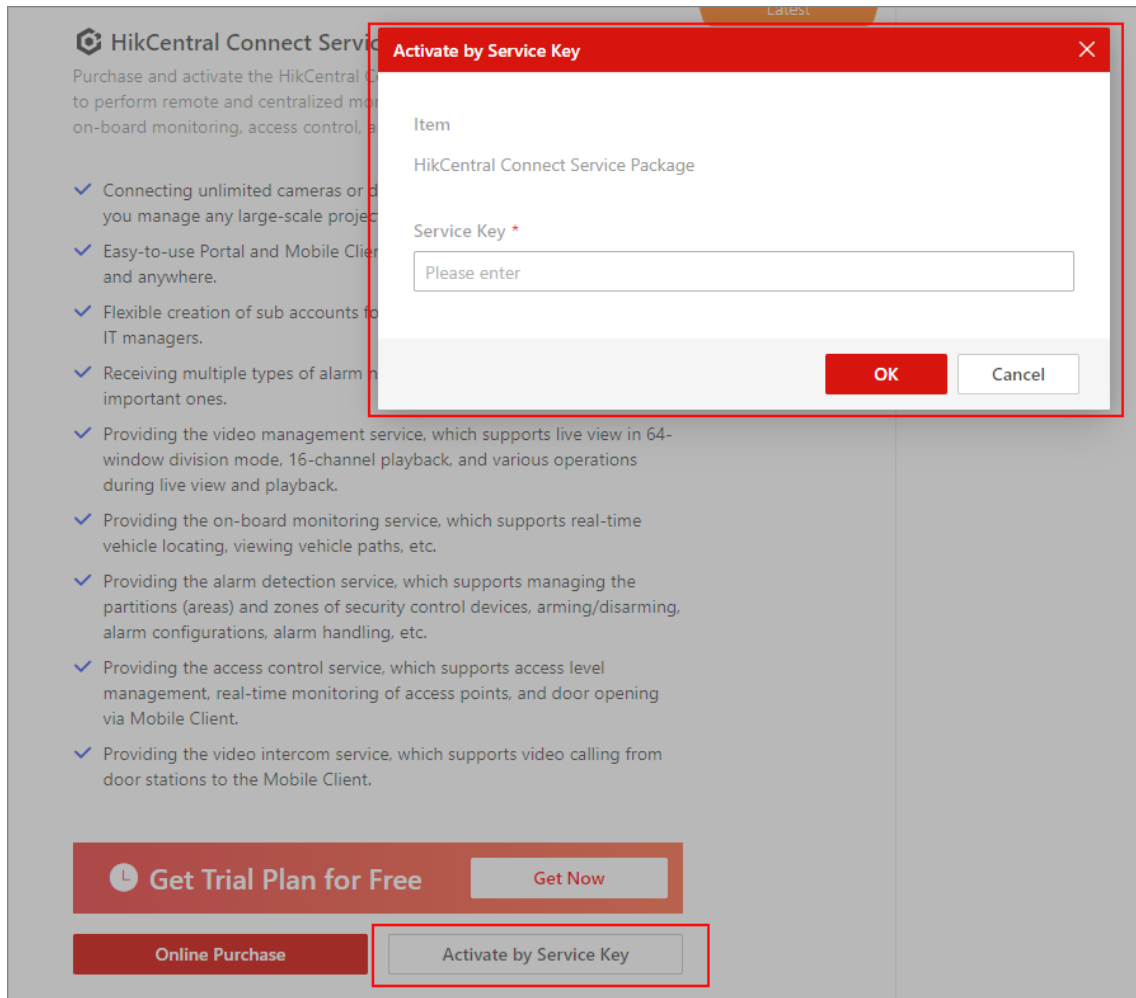 Latest
HikCentral Connect Servic
Purchase and activate the HikCentral C
to perform remote and centralized mon
on-board monitoring, access control, a
Activate by Service Key
Item
HikCentral Connect Service Package
Service Key *
Please enter
OK
Cancel
Connecting unlimited cameras or d
you manage any large-scale projec
Easy-to-use Portal and Mobile Clien
and anywhere.
Flexible creation of sub accounts fo
IT managers.
Receiving multiple types of alarm n
important ones.
Providing the video management service, which supports live view in 64-
window division mode, 16-channel playback, and various operations
during live view and playback.
Providing the on-board monitoring service, which supports real-time
vehicle locating, viewing vehicle paths, etc.
Providing the alarm detection service, which supports managing the
partitions (areas) and zones of security control devices, arming/disarming,
alarm configurations, alarm handling, etc.
Providing the access control service, which supports access level
management, real-time monitoring of access points, and door opening
via Mobile Client.
Providing the video intercom service, which supports video calling from
door stations to the Mobile Client.
Get Trial Plan for Free
Get Now
Online Purchase
Activate by Service Key